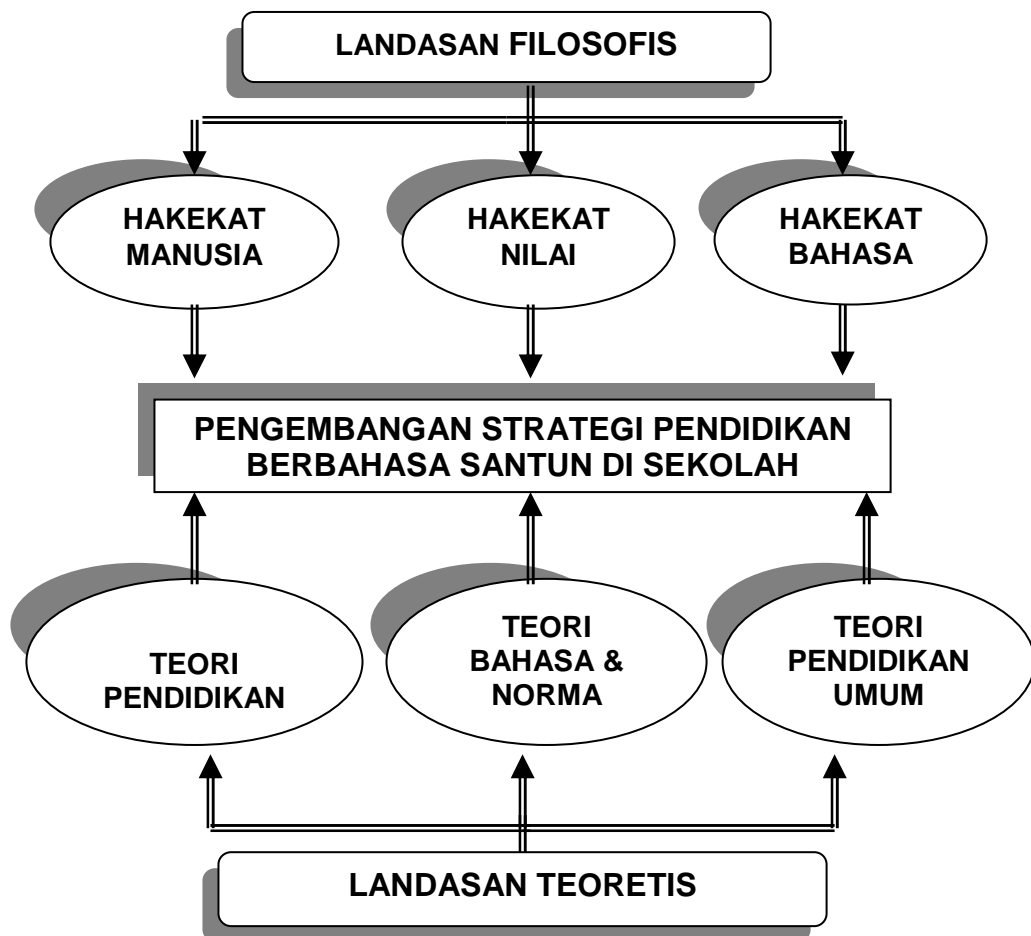 LANDASAN FILOSOFIS
HAKEKAT
MANUSIA
HAKEKAT
NILAI
HAKEKAT
BAHASA
PENGEMBANGAN STRATEGI PENDIDIKAN
BERBAHASA SANTUN DI SEKOLAH
TEORI
PENDIDIKAN
TEORI
BAHASA &
NORMA
TEORI
PENDIDIKAN
UMUM
LANDASAN TEORETIS